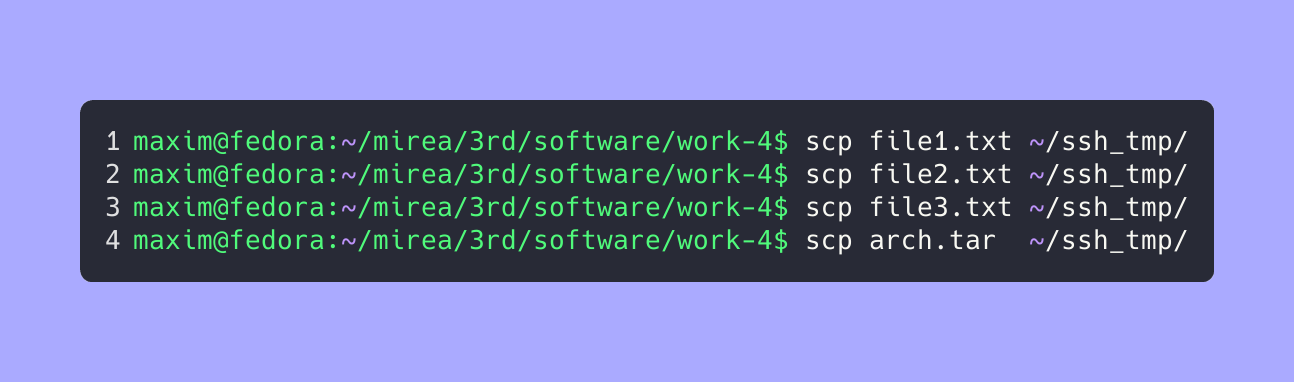 1 maxim@fedora:~/mirea/3rd/software/work-4$ scp file1.txt ~/ssh_tmp/
2 maxim@fedora:~/mirea/3rd/software/work-4$ scp file2.txt ~/ssh_tmp/
3 maxim@fedora:~/mirea/3rd/software/work-4$ scp file3.txt ~/ssh_tmp/
4 maxim@fedora:~/mirea/3rd/software/work-4$ scp arch.tar  ~/ssh_tmp/